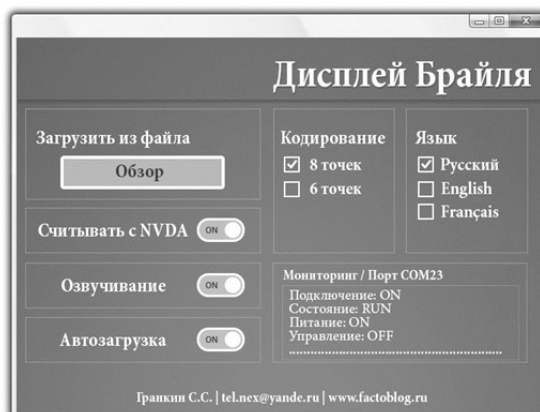 Дисплей Брайля
Загрузить из файла
Обзор
Считывать с NVDA ON
Озвучивание ON
Автозагрузка ON
Кодирование
8 точек
6 точек
Язык
Русский
English
Français
Мониторинг / Порт COM23
Подключение: ON
Состояние: RUN
Питание: ON
Управление: OFF
Гранкин С.С. | tel.nex@yande.ru | www.factoblog.ru